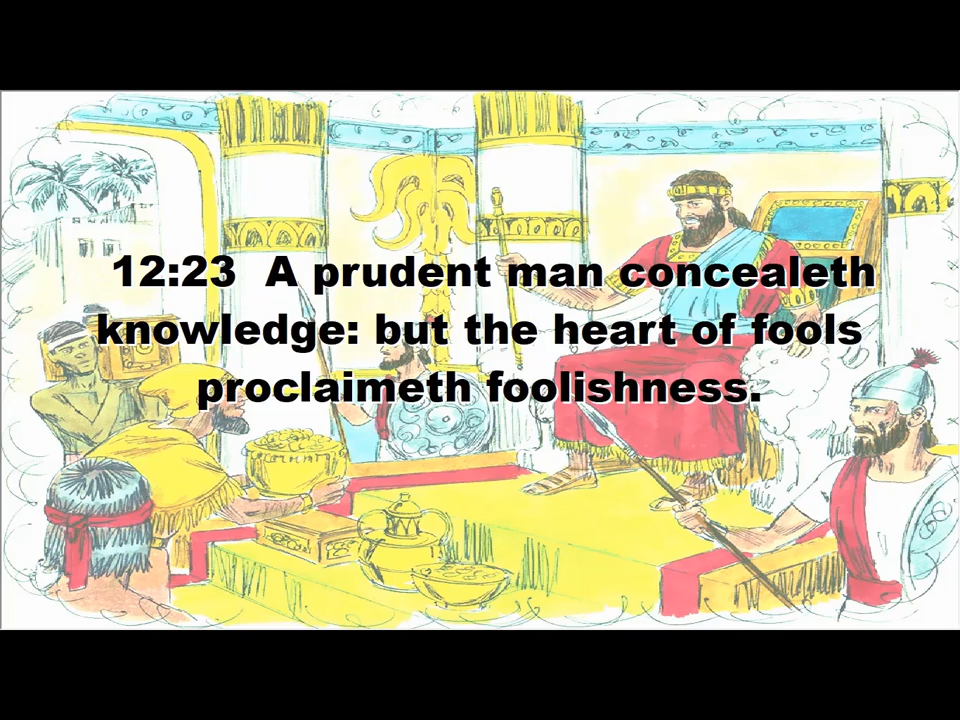 12:23 A prudent man concealeth
knowledge: but the heart of fools
proclaimeth foolishness.